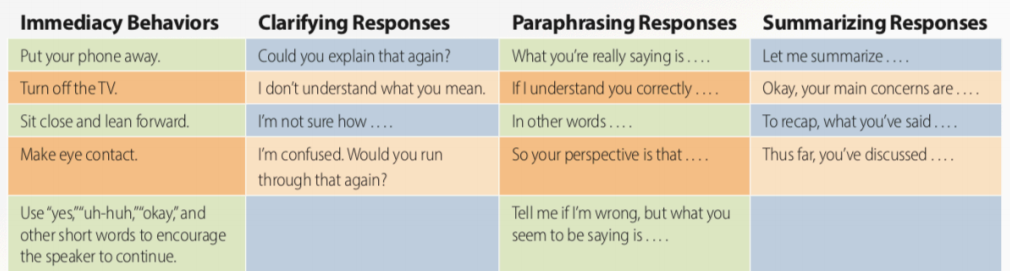 Immediacy Behaviors Clarifying Responses Paraphrasing Responses Summarizing Responses
Put your phone away. Could you explain that again? What you're really saying is . . . . Let me summarize . . . .
Turn off the TV. I don't understand what you mean. If I understand you correctly . . . . Okay, your main concerns are . . . .
Sit close and lean forward. I'm not sure how . . . . In other words . . . . To recap, what you've said . . . .
Make eye contact. I'm confused. Would you run So your perspective is that . . . . Thus far, you've discussed . . . .
through that again?
Use "yes," "uh-huh," "okay," and Tell me if I'm wrong, but what you
other short words to encourage seem to be saying is . . . .
the speaker to continue.